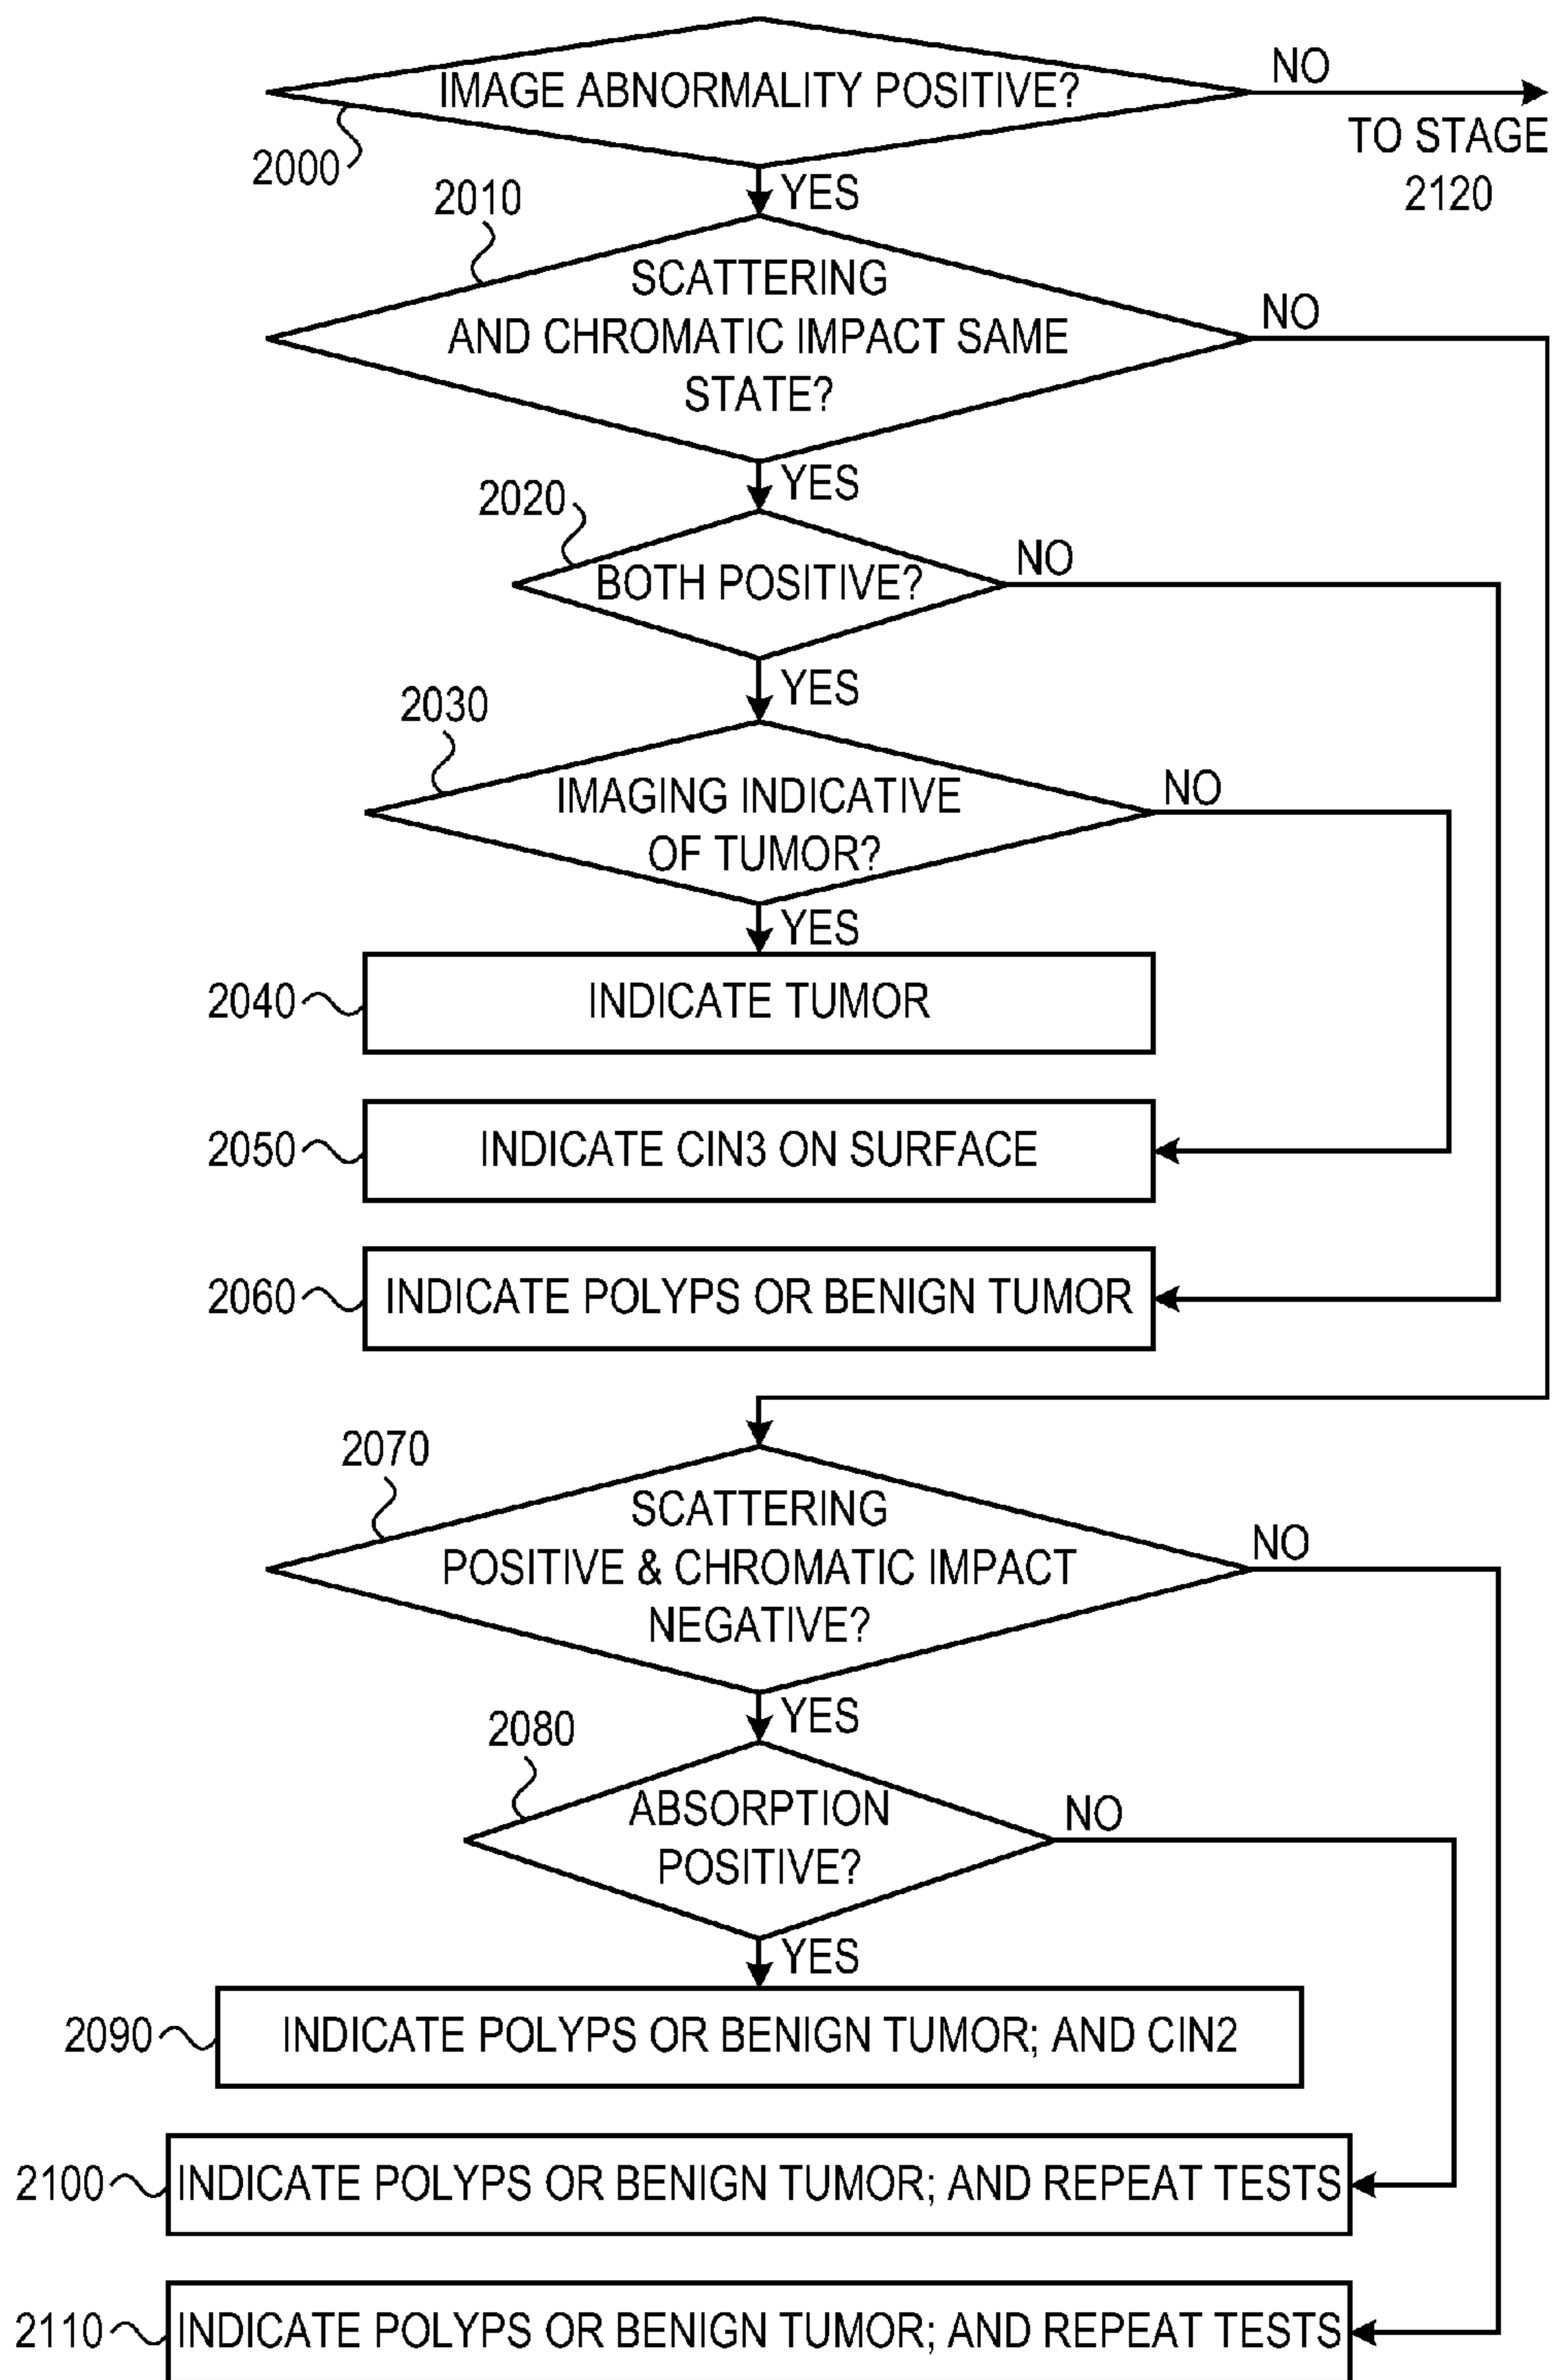 IMAGE ABNORMALITY POSITIVE?
NO
TO STAGE
2120
2000
YES
2010
SCATTERING
AND CHROMATIC IMPACT SAME
STATE?
NO
YES
2020
BOTH POSITIVE?
NO
YES
2030
IMAGING INDICATIVE
OF TUMOR?
NO
YES
2040
INDICATE TUMOR
2050
INDICATE CIN3 ON SURFACE
2060
INDICATE POLYPS OR BENIGN TUMOR
2070
SCATTERING
POSITIVE & CHROMATIC IMPACT
NEGATIVE?
NO
YES
2080
ABSORPTION
POSITIVE?
NO
YES
2090
INDICATE POLYPS OR BENIGN TUMOR; AND CIN2
2100
INDICATE POLYPS OR BENIGN TUMOR; AND REPEAT TESTS
2110
INDICATE POLYPS OR BENIGN TUMOR; AND REPEAT TESTS